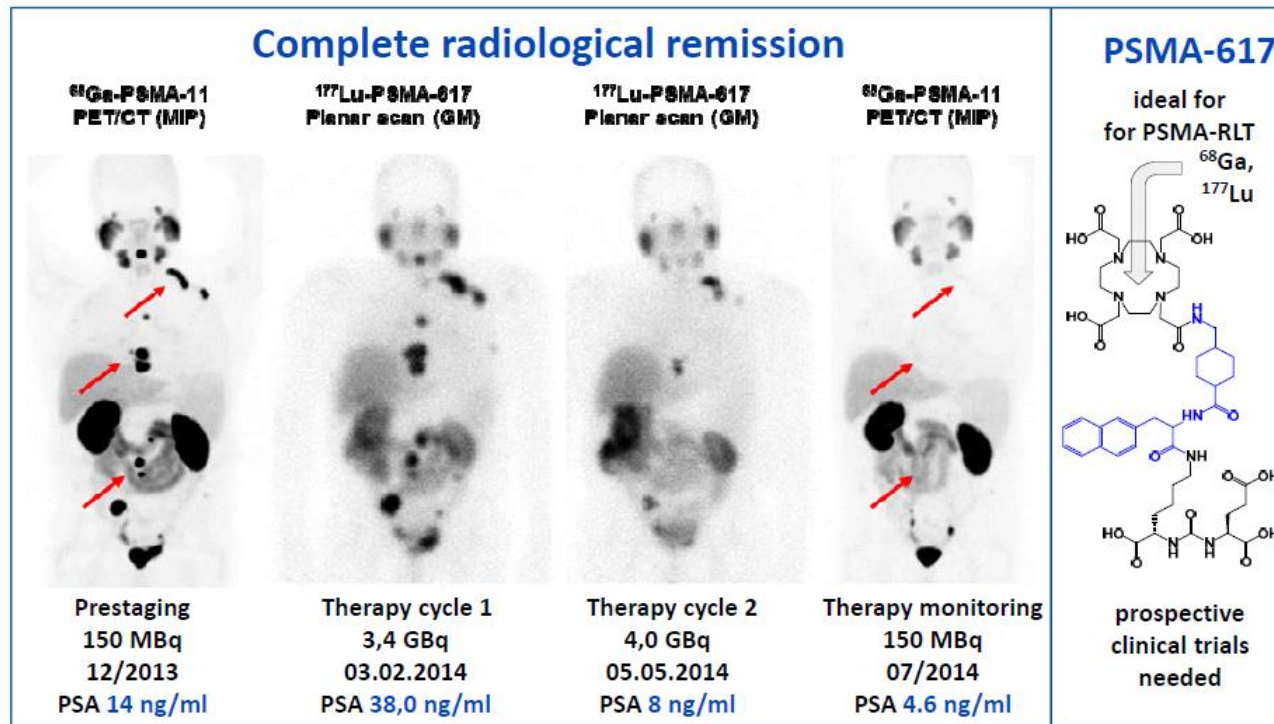 Complete radiological remission
⁶⁸Ga-PSMA-11
PET/CT (MIP)
¹⁷⁷Lu-PSMA-617
Planar scan (GM)
¹⁷⁷Lu-PSMA-617
Planar scan (GM)
⁶⁸Ga-PSMA-11
PET/CT (MIP)
Prestaging
150 MBq
12/2013
PSA 14 ng/ml
Therapy cycle 1
3,4 GBq
03.02.2014
PSA 38,0 ng/ml
Therapy cycle 2
4,0 GBq
05.05.2014
PSA 8 ng/ml
Therapy monitoring
150 MBq
07/2014
PSA 4.6 ng/ml
PSMA-617
ideal for
for PSMA-RLT
⁶⁸Ga,
¹⁷⁷Lu
O
O
HO
OH
N
N
N
N
O
HO
O
H
N
O
HN
O
NH
O
OH
O
HO
O
N
H
N
H
O
OH
O
prospective
clinical trials
needed